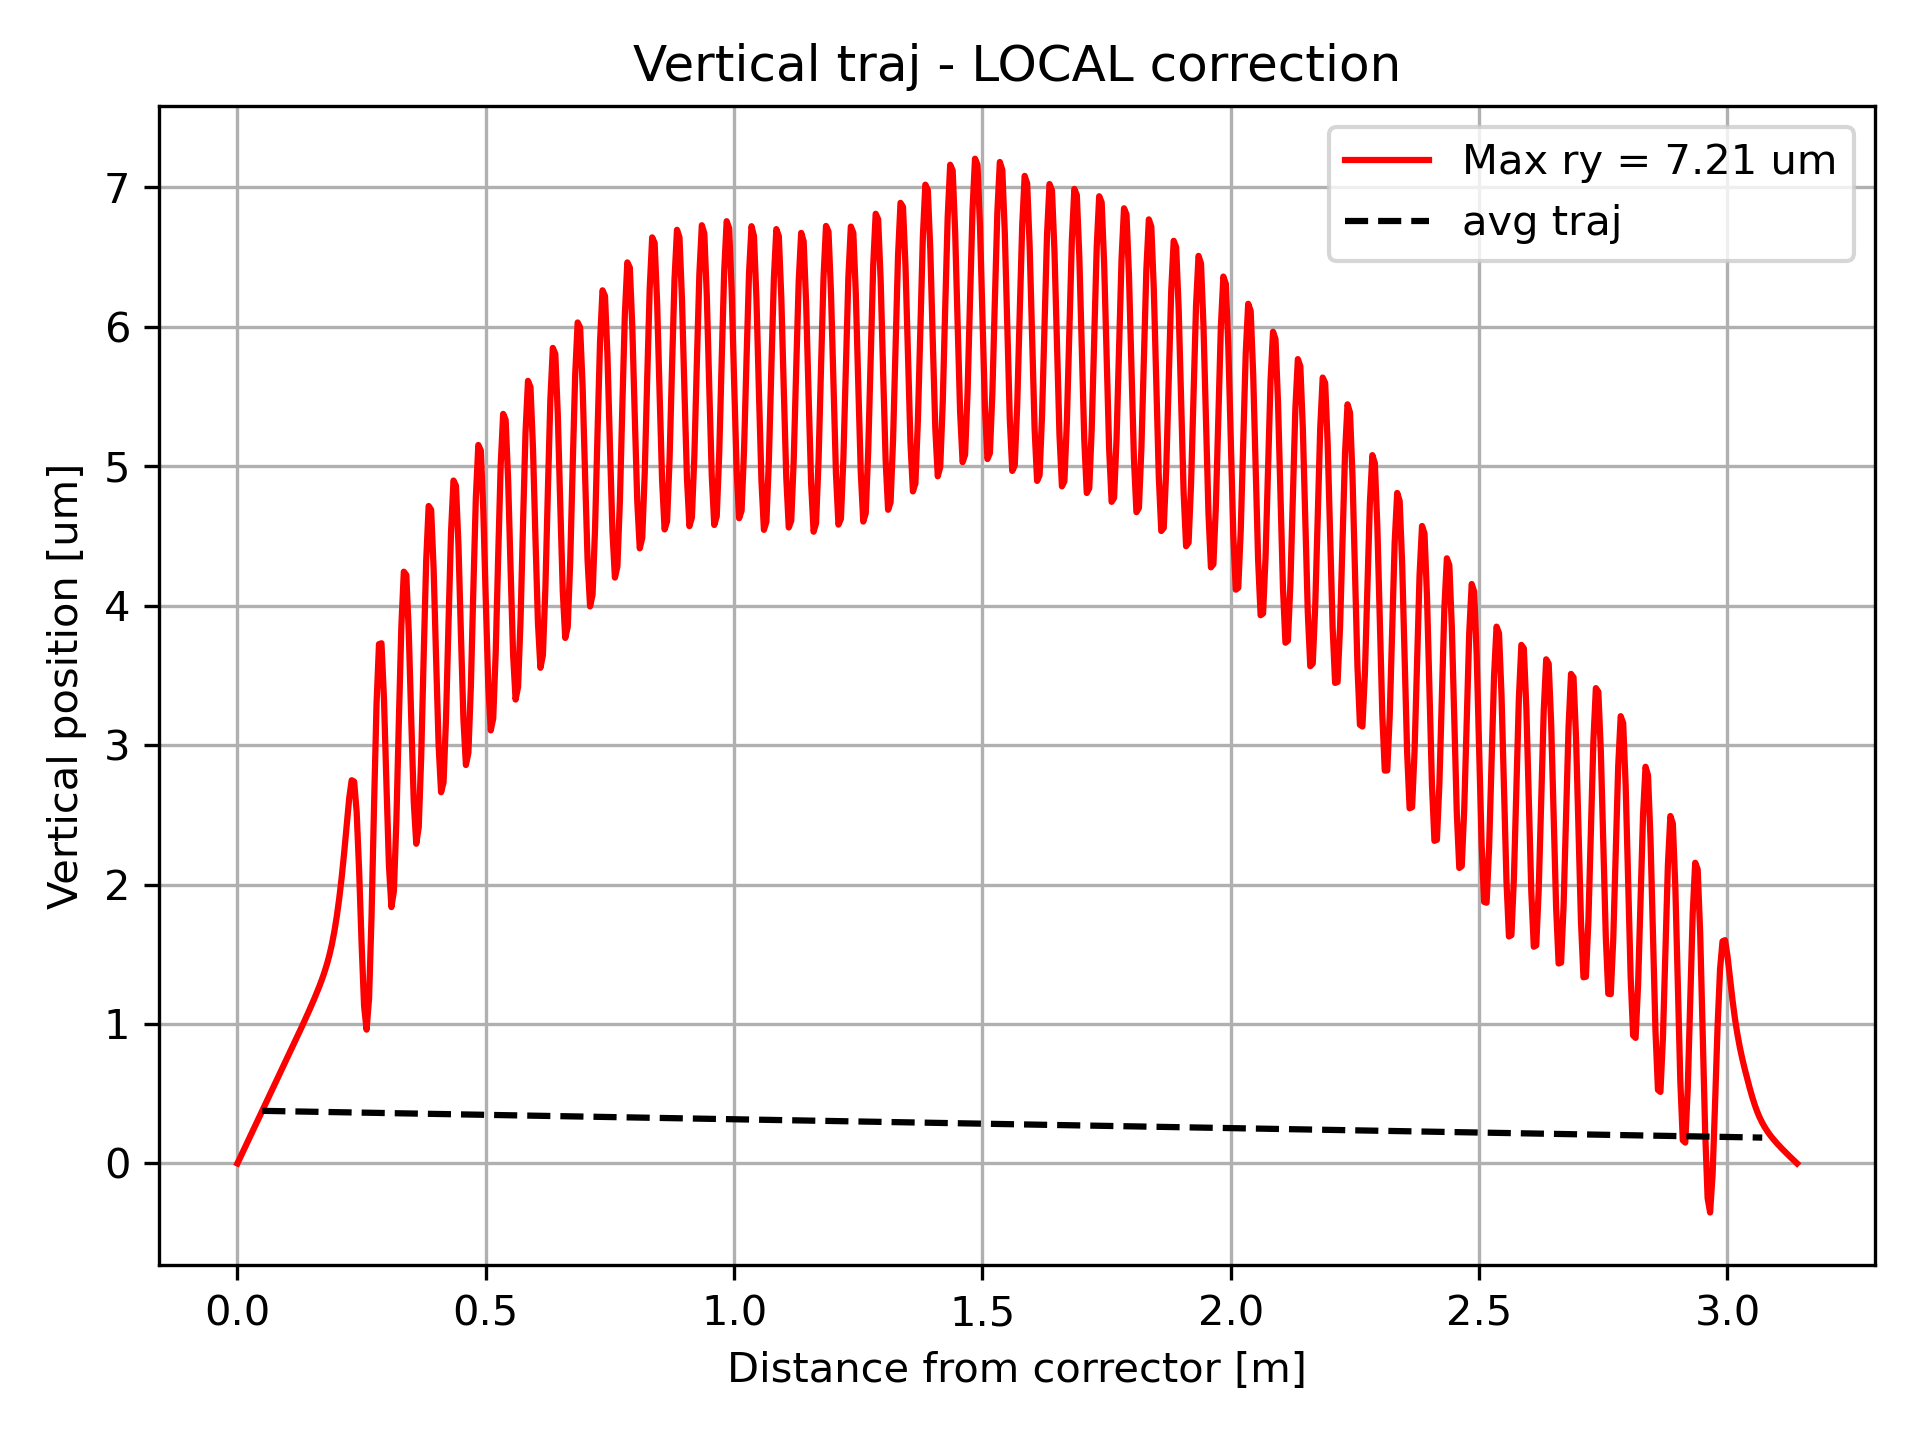 Vertical traj - LOCAL correction
Max ry = 7.21 um
avg traj
Vertical position [um]
7
6
5
4
3
2
1
0
0.0 0.5 1.0 1.5 2.0 2.5 3.0
Distance from corrector [m]